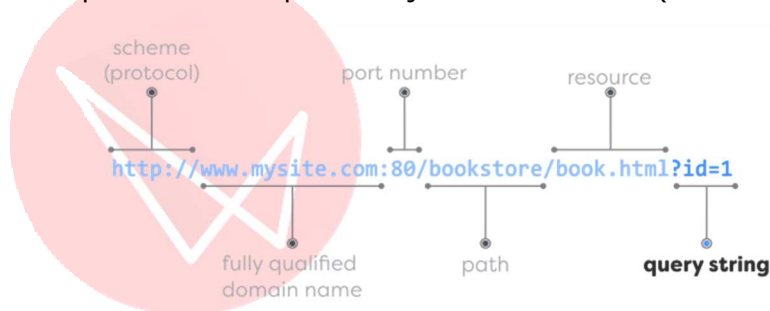 scheme
(protocol)
port number
resource
http://www.mysite.com:80/bookstore/book.html?id=1
fully qualified
domain name
path
query string